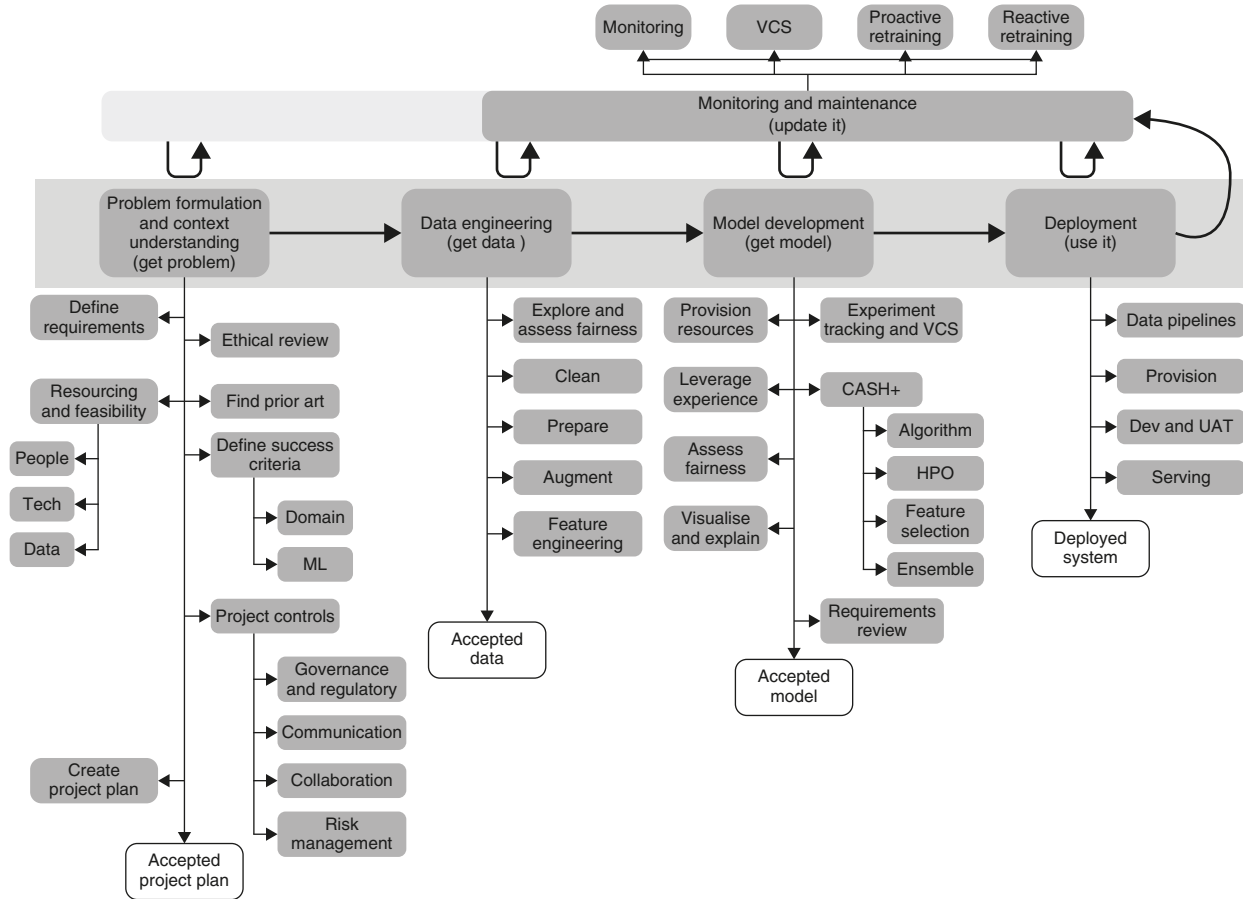 Monitoring
VCS
Proactive
retraining
Reactive
retraining
Monitoring and maintenance
(update it)
Problem formulation
and context
understanding
(get problem)
Data engineering
(get data )
Model development
(get model)
Deployment
(use it)
Define
requirements
Ethical review
Resourcing
and feasibility
Find prior art
People
Tech
Data
Define success
criteria
Domain
ML
Project controls
Governance
and regulatory
Communication
Collaboration
Risk
management
Create
project plan
Accepted
project plan
Explore and
assess fairness
Clean
Prepare
Augment
Feature
engineering
Accepted
data
Provision
resources
Experiment
tracking and VCS
Leverage
experience
CASH+
Algorithm
HPO
Feature
selection
Ensemble
Assess
fairness
Visualise
and explain
Requirements
review
Accepted
model
Data pipelines
Provision
Dev and UAT
Serving
Deployed
system